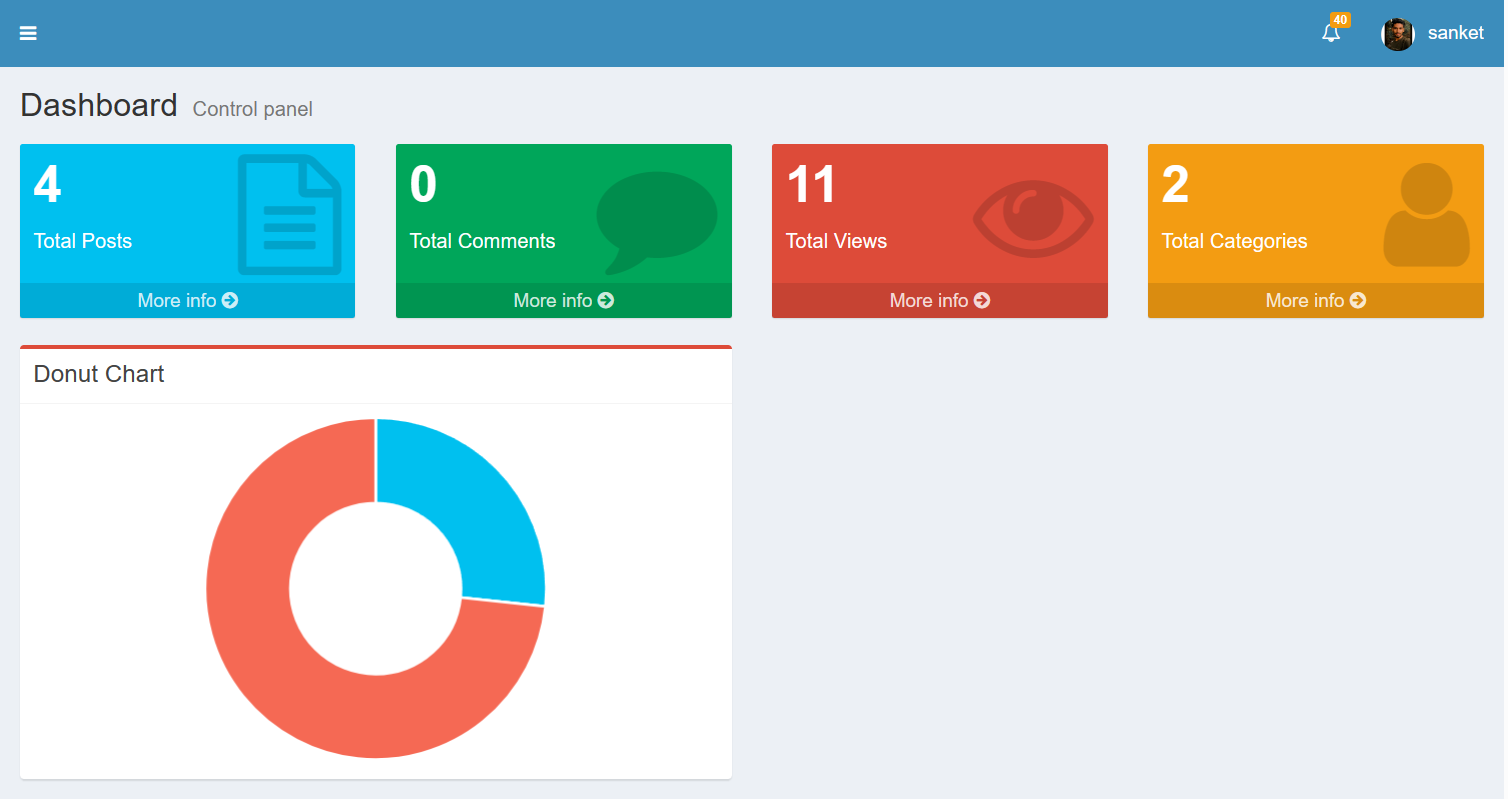 40
sanket
Dashboard Control panel
4
Total Posts
More info
0
Total Comments
More info
11
Total Views
More info
2
Total Categories
More info
Donut Chart